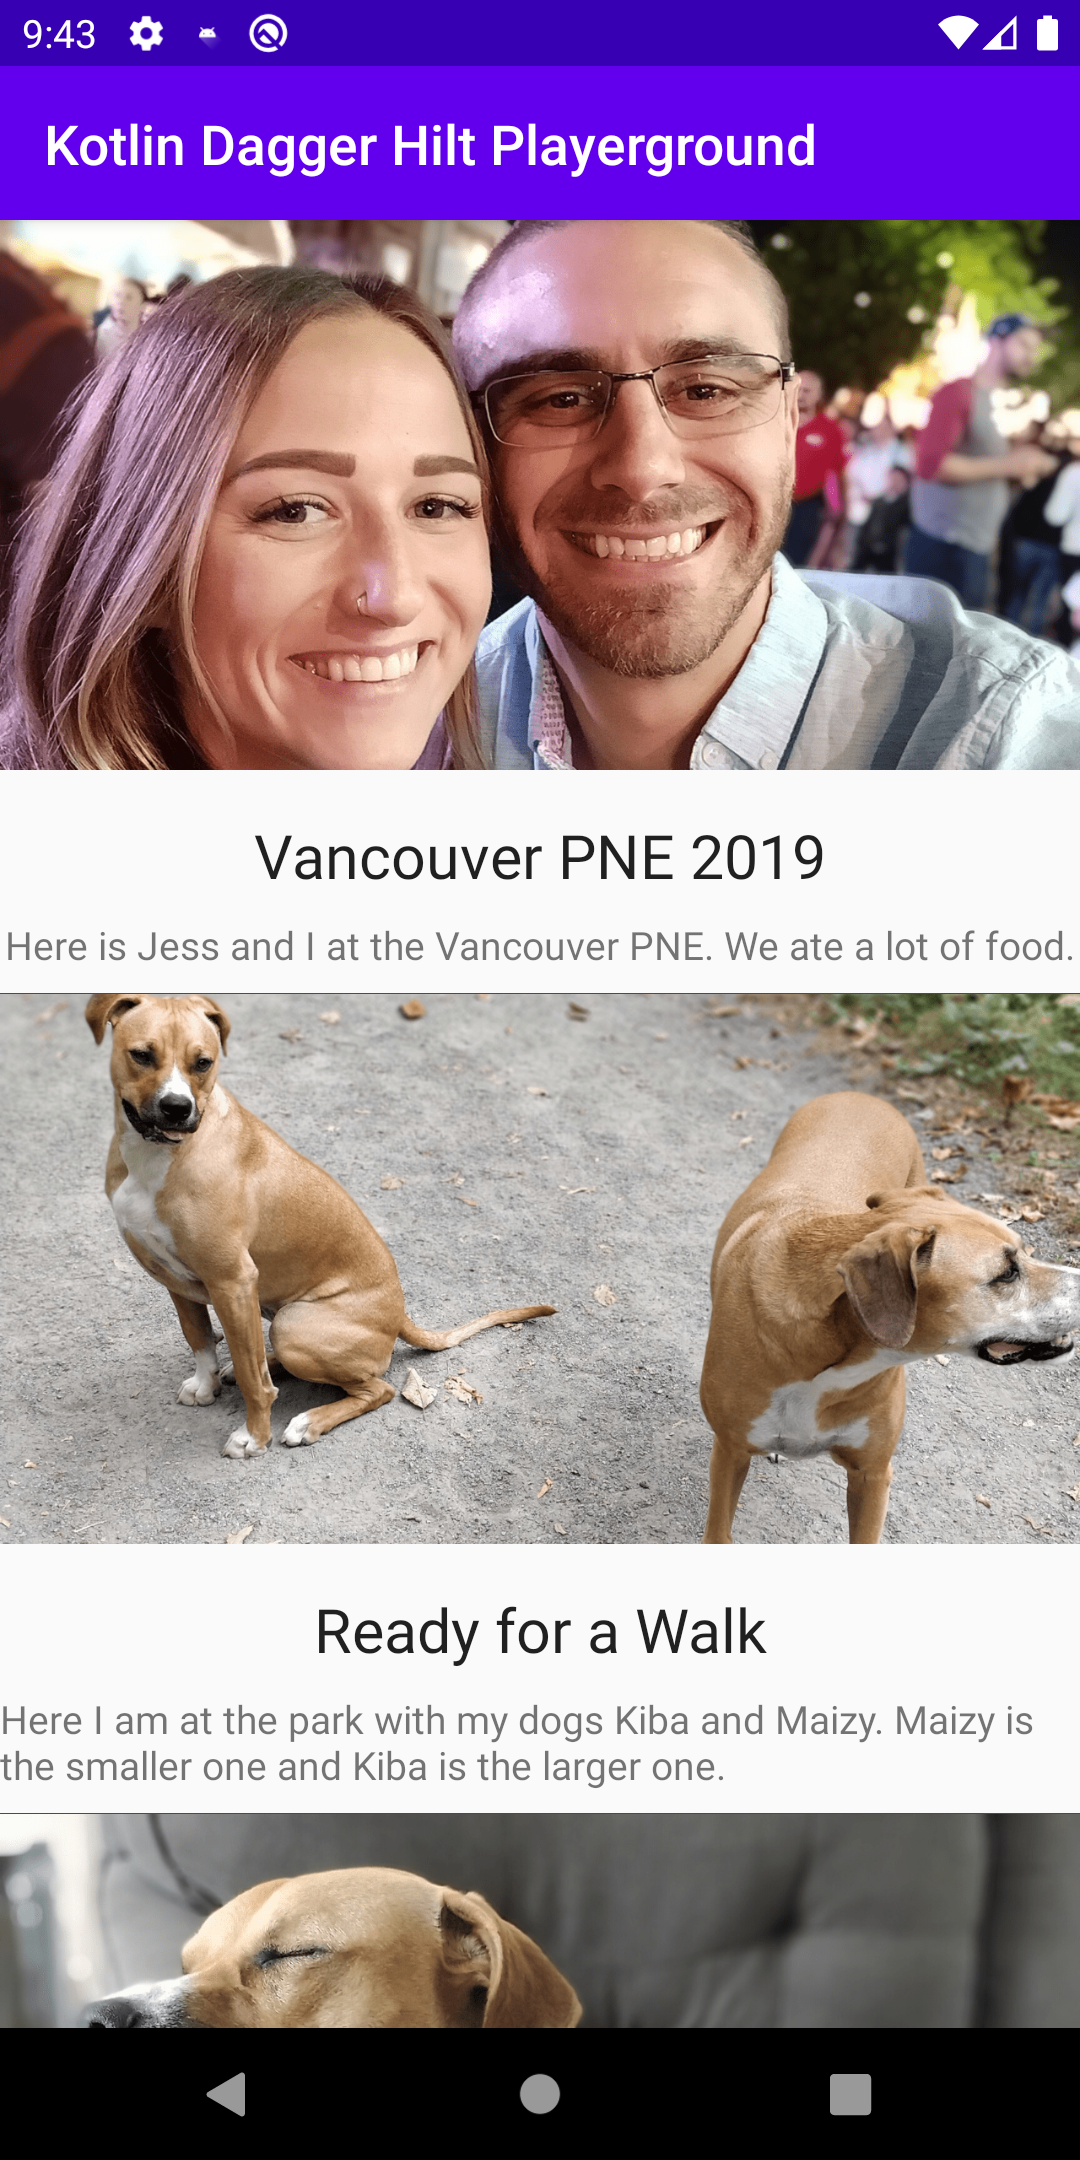 9:43
Kotlin Dagger Hilt Playerground
Vancouver PNE 2019
Here is Jess and I at the Vancouver PNE. We ate a lot of food.
Ready for a Walk
Here I am at the park with my dogs Kiba and Maizy. Maizy is
the smaller one and Kiba is the larger one.